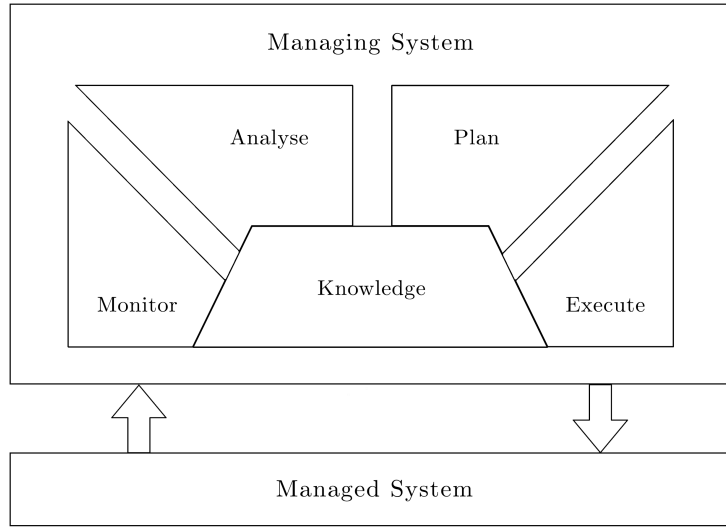 Managing System
Analyse
Plan
Knowledge
Monitor
Execute
Managed System